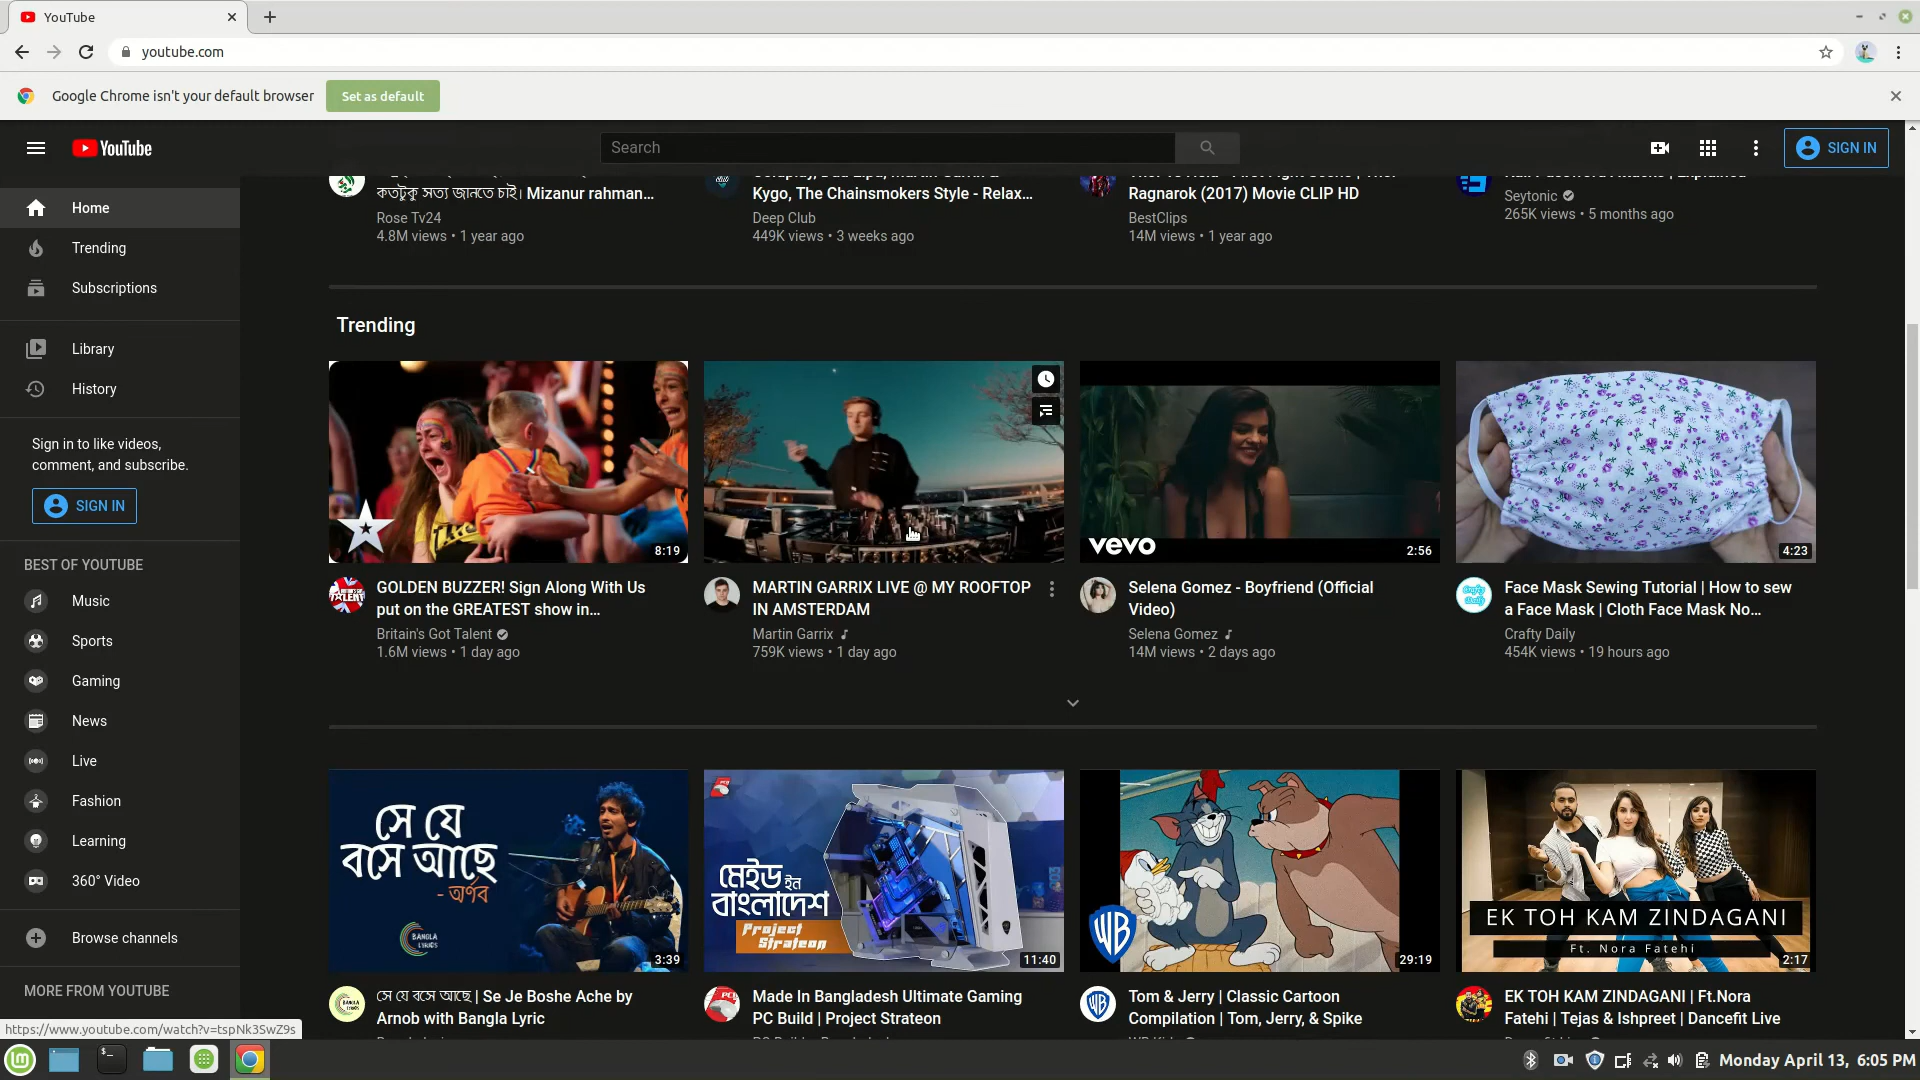 YouTube
youtube.com
Google Chrome isn't your default browser
Set as default
YouTube
Search
SIGN IN
Home
Trending
Subscriptions
Library
History
Sign in to like videos,
comment, and subscribe.
SIGN IN
BEST OF YOUTUBE
Music
Sports
Gaming
News
Live
Fashion
Learning
360° Video
Browse channels
MORE FROM YOUTUBE
https://www.youtube.com/watch?v=tspNk3SwZ9s
কতটুকু সত্য জানতে চাই। Mizanur rahman...
Rose Tv24
4.8M views • 1 year ago
Kygo, The Chainsmokers Style - Relax...
Deep Club
449K views • 3 weeks ago
Ragnarok (2017) Movie CLIP HD
BestClips
14M views • 1 year ago
Seytonic
265K views • 5 months ago
Trending
8:19
GOLDEN BUZZER! Sign Along With Us
put on the GREATEST show in...
Britain's Got Talent
1.6M views • 1 day ago
MARTIN GARRIX LIVE @ MY ROOFTOP
IN AMSTERDAM
Martin Garrix
759K views • 1 day ago
vevo
2:56
Selena Gomez - Boyfriend (Official
Video)
Selena Gomez
14M views • 2 days ago
4:23
Face Mask Sewing Tutorial | How to sew
a Face Mask | Cloth Face Mask No...
Crafty Daily
454K views • 19 hours ago
সে যে
বসে আছে
- অর্ণব
BANGLA
LYRICS
3:39
সে যে বসে আছে | Se Je Boshe Ache by
Arnob with Bangla Lyric
মেইড ইন
বাংলাদেশ
Project
Strateon
11:40
Made In Bangladesh Ultimate Gaming
PC Build | Project Strateon
WB
29:19
Tom & Jerry | Classic Cartoon
Compilation | Tom, Jerry, & Spike
EK TOH KAM ZINDAGANI
Ft. Nora Fatehi
2:17
EK TOH KAM ZINDAGANI | Ft.Nora
Fatehi | Tejas & Ishpreet | Dancefit Live
Monday April 13, 6:05 PM